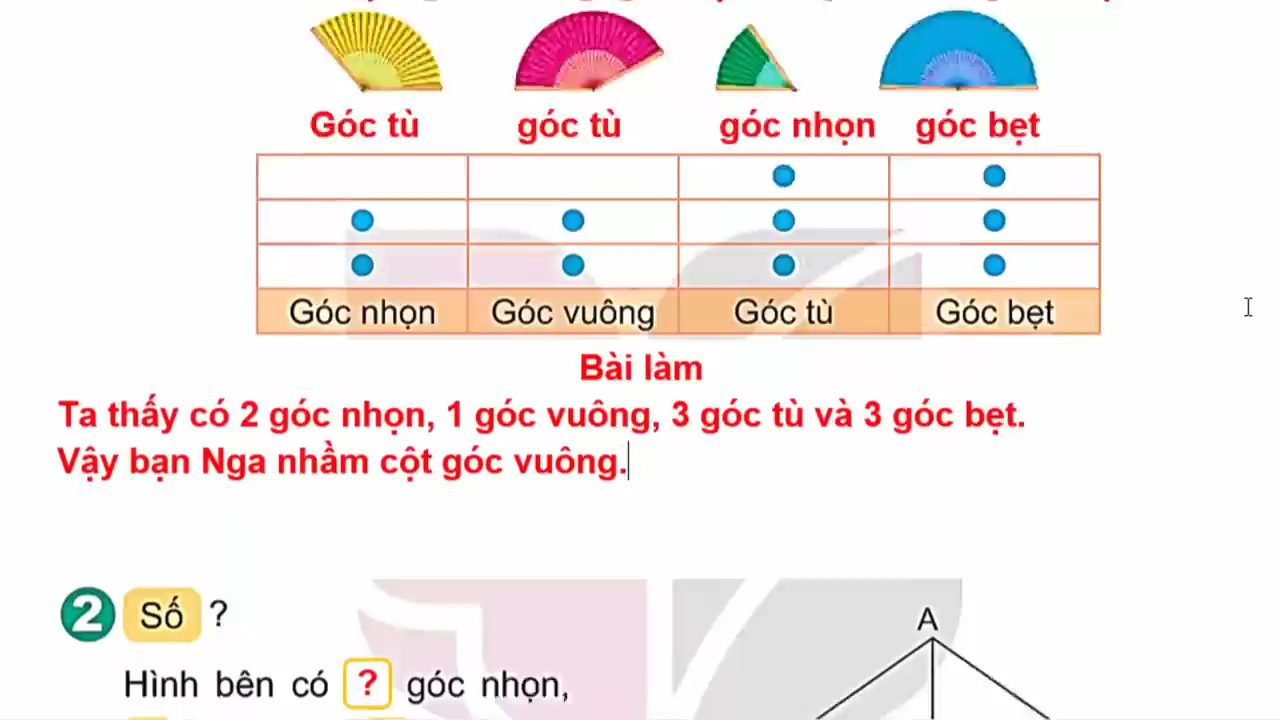 Góc tù góc tù góc nhọn góc bẹt
Góc nhọn Góc vuông Góc tù Góc bẹt
Bài làm
Ta thấy có 2 góc nhọn, 1 góc vuông, 3 góc tù và 3 góc bẹt.
Vậy bạn Nga nhầm cột góc vuông.
2 Số ?
A
Hình bên có ? góc nhọn,